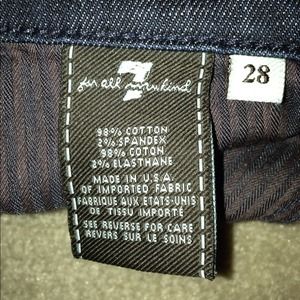 7
for all mankind
28
98% COTTON
2% SPANDEX
98% COTON
2% ELASTHANE
MADE IN U.S.A.
OF IMPORTED FABRIC
FABRIQUE AUX ETATS-UNIS
DE TISSU IMPORTÉ
SEE REVERSE FOR CARE
REVERS SUR LE SOINS